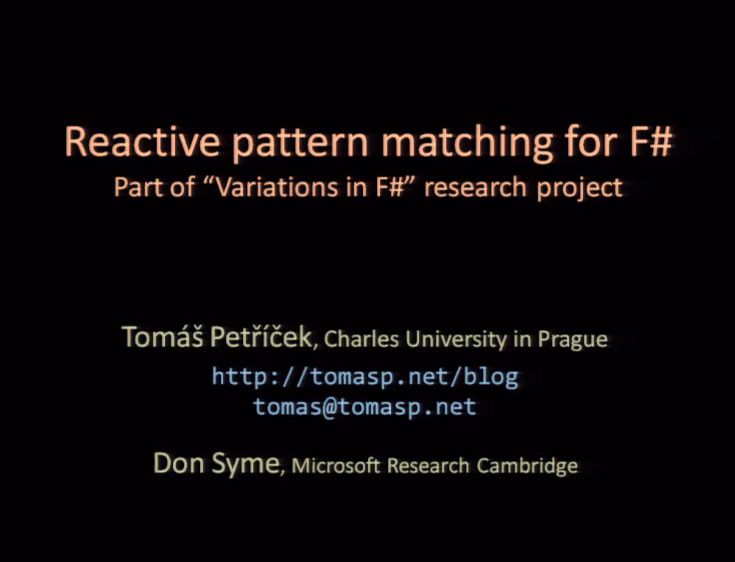 Reactive pattern matching for F#
Part of “Variations in F#” research project
Tomáš Petříček, Charles University in Prague
http://tomasp.net/blog
tomas@tomasp.net
Don Syme, Microsoft Research Cambridge